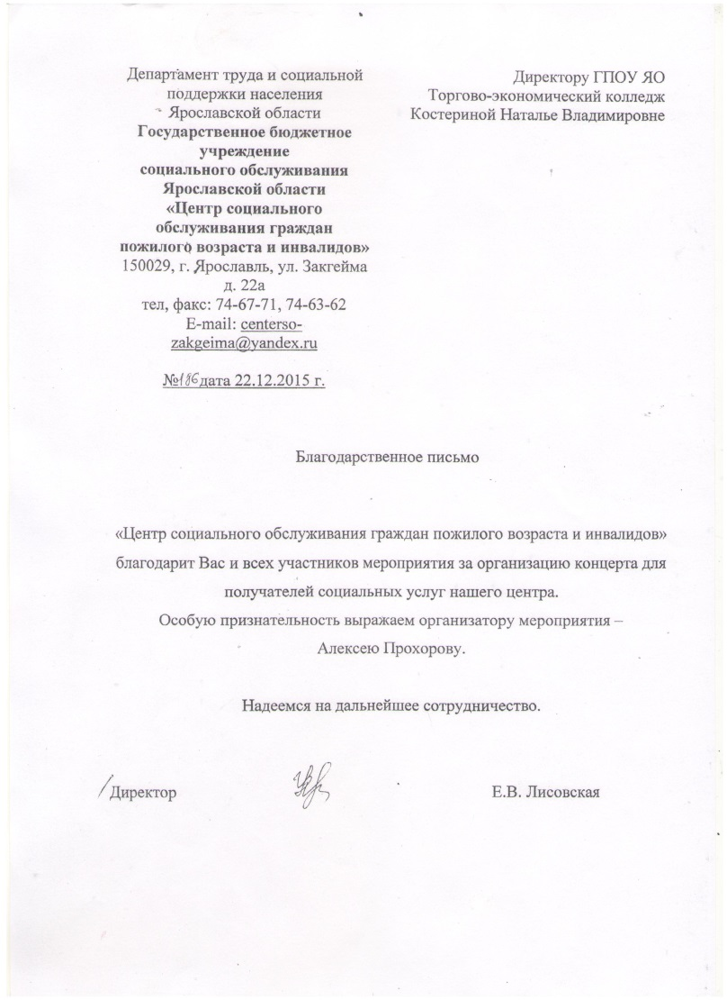 Департамент труда и социальной
поддержки населения
Ярославской области
Государственное бюджетное
учреждение
социального обслуживания
Ярославской области
«Центр социального
обслуживания граждан
пожилого возраста и инвалидов»
150029, г. Ярославль, ул. Закгейма
д. 22а
тел, факс: 74-67-71, 74-63-62
E-mail: centerso-
zakgeima@yandex.ru
№186 дата 22.12.2015 г.
Директору ГПОУ ЯО
Торгово-экономический колледж
Костериной Наталье Владимировне
Благодарственное письмо
«Центр социального обслуживания граждан пожилого возраста и инвалидов»
благодарит Вас и всех участников мероприятия за организацию концерта для
получателей социальных услуг нашего центра.
Особую признательность выражаем организатору мероприятия –
Алексею Прохорову.
Надеемся на дальнейшее сотрудничество.
/ Директор
Е.В. Лисовская